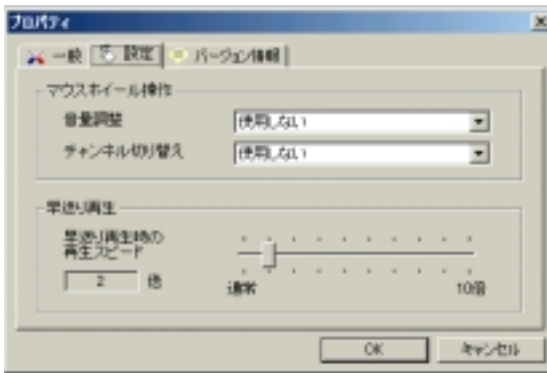 プロパティ
一般 設定 バージョン情報
マウスホイール操作
音量調整 使用しない
チャンネル切り替え 使用しない
早送り再生
早送り再生時の
再生スピード
2 倍
通常 10倍
OK キャンセル